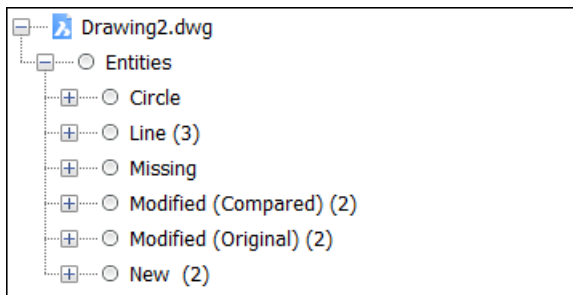 Drawing2.dwg
Entities
Circle
Line (3)
Missing
Modified (Compared) (2)
Modified (Original) (2)
New (2)